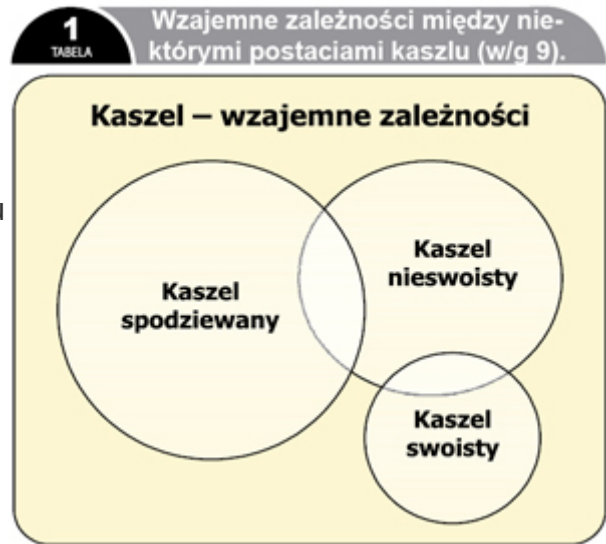 1
TABELA
Wzajemne zależności między nie-
którymi postaciami kaszlu (w/g 9).
Kaszel – wzajemne zależności
Kaszel
spodziewany
Kaszel
nieswoisty
Kaszel
swoisty